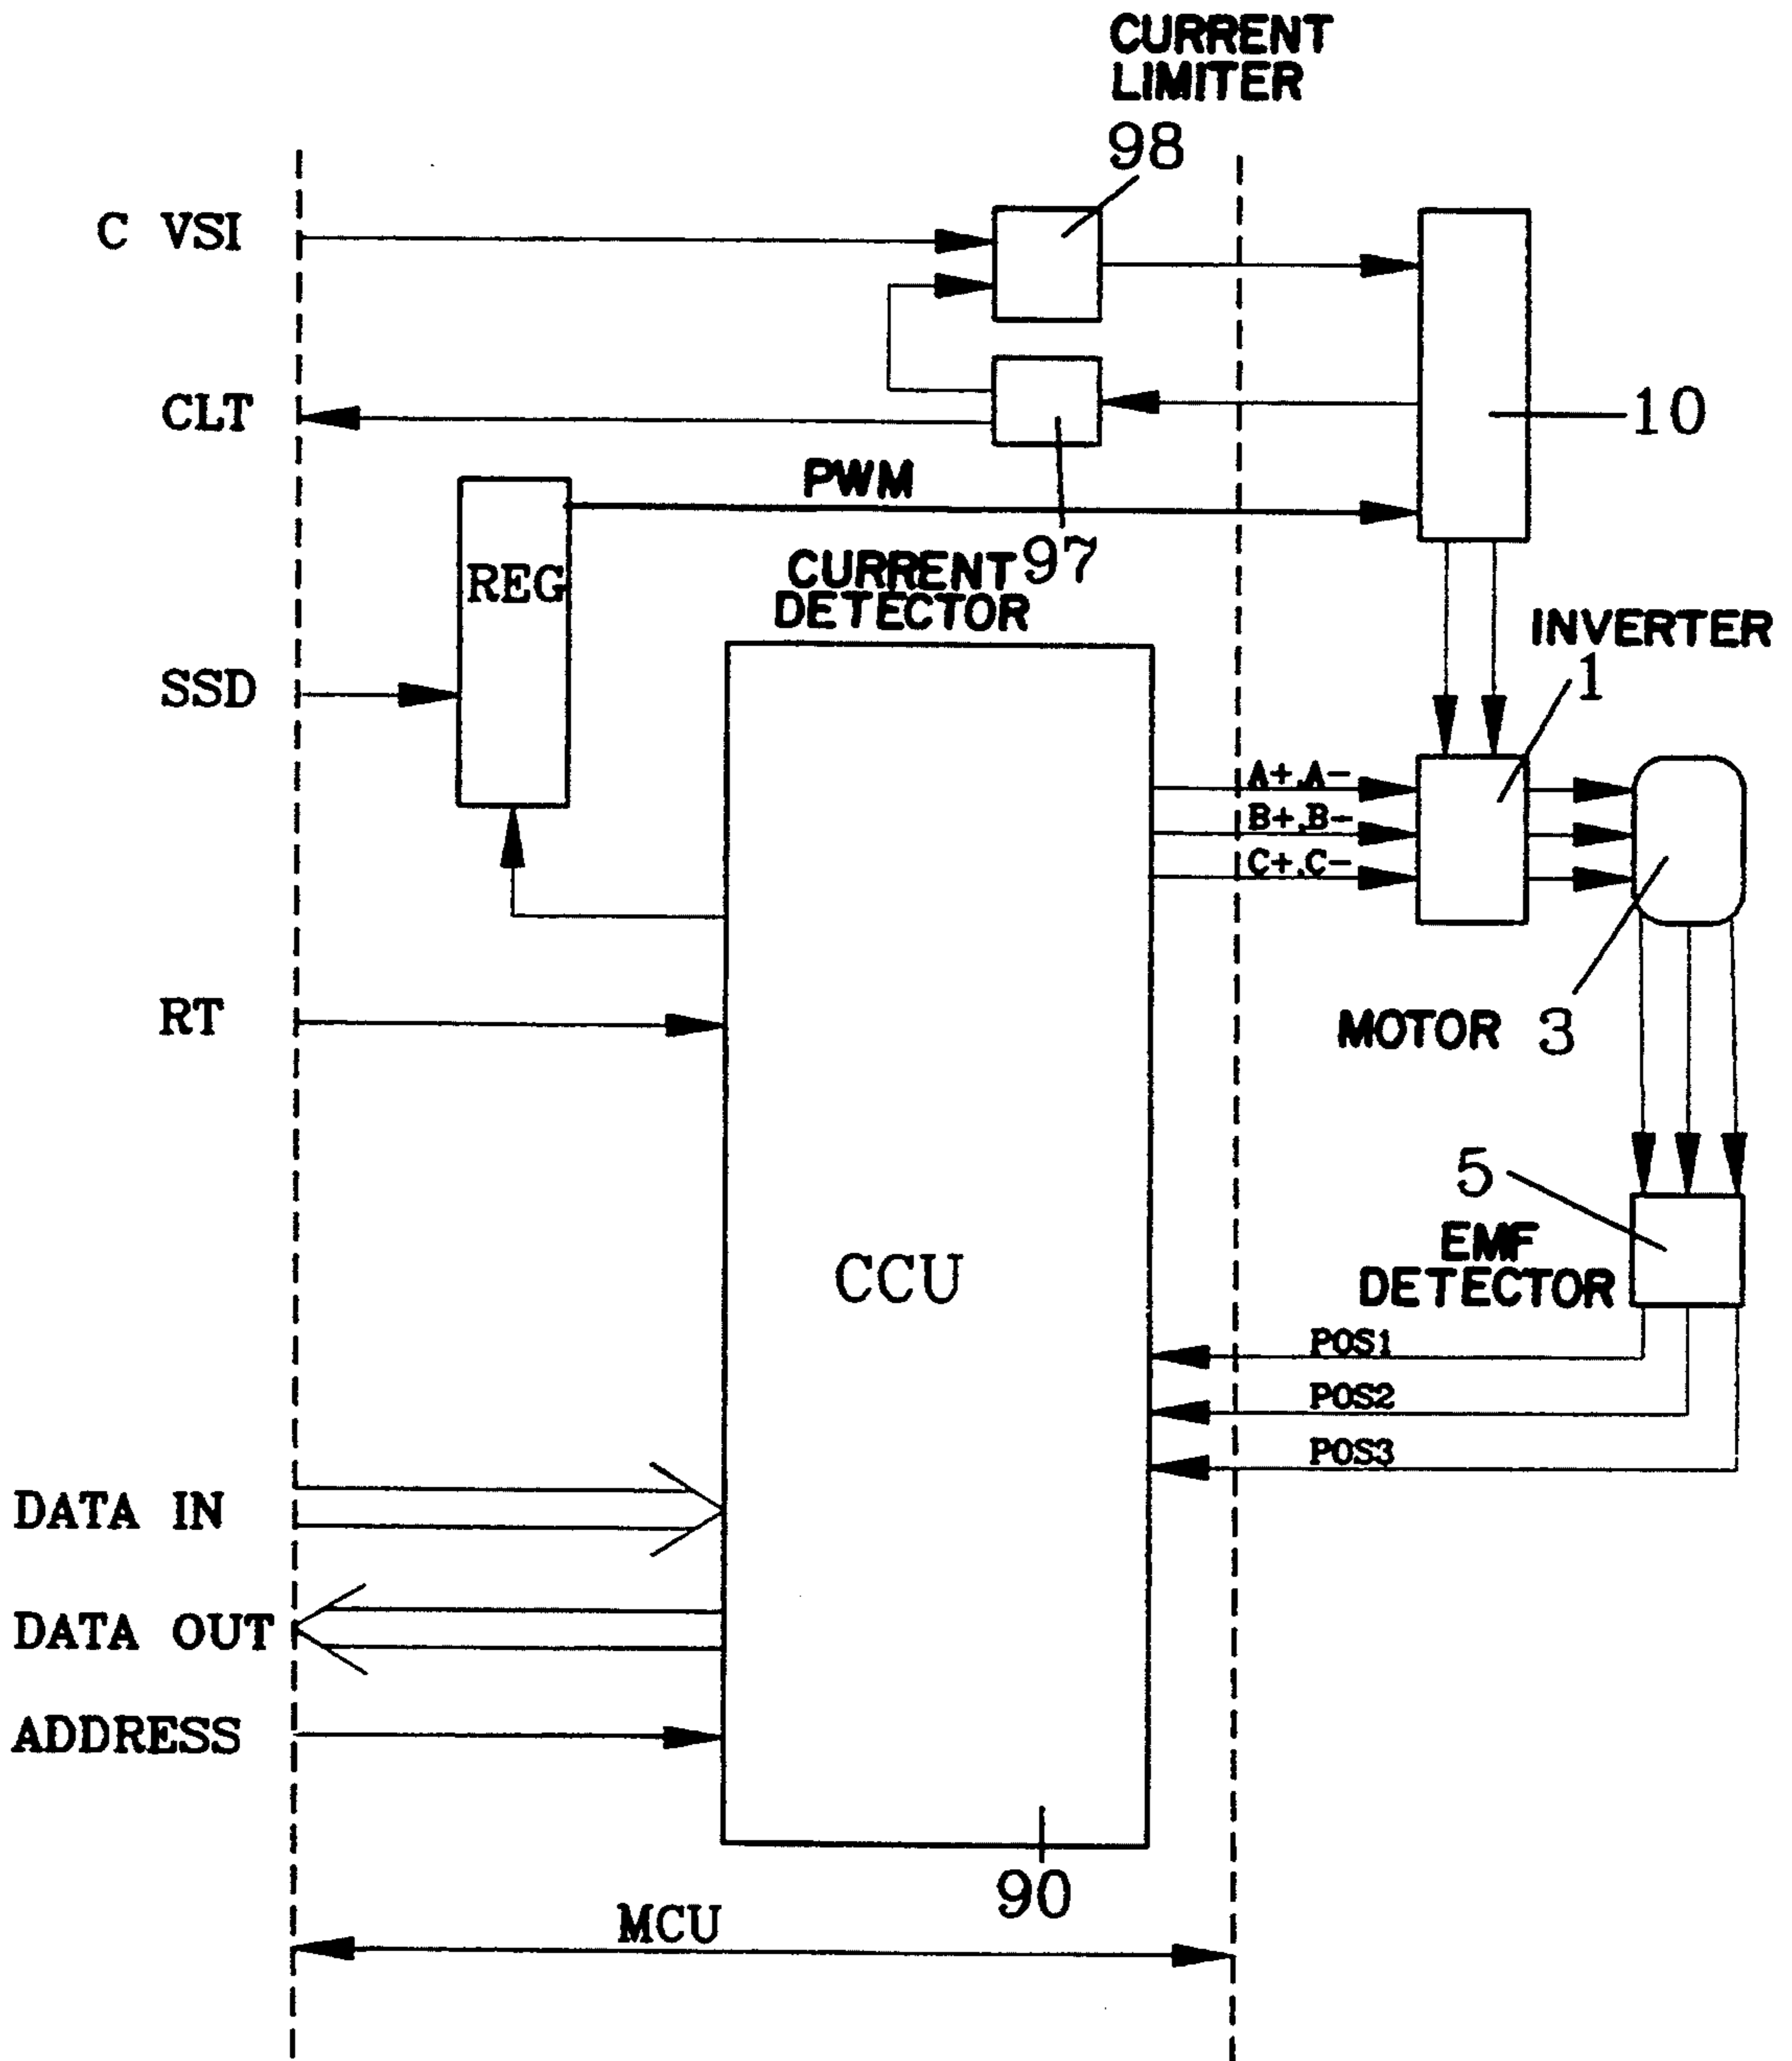 CURRENT
LIMITER
98
C VSI
CLT
10
PWM
REG
CURRENT 97
DETECTOR
INVERTER
1
SSD
A+,A-
B+,B-
C+,C-
RT
MOTOR 3
5
EMF
DETECTOR
CCU
POS1
POS2
POS3
DATA IN
DATA OUT
ADDRESS
90
MCU